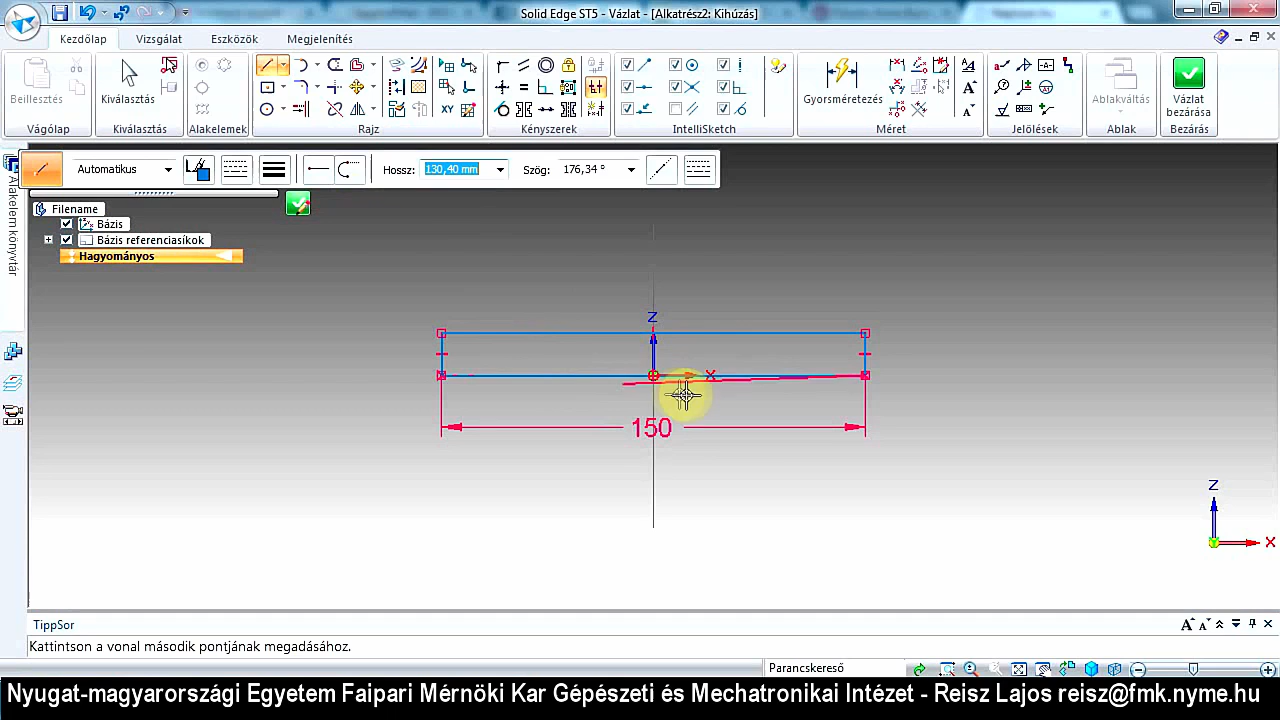 Solid Edge ST5 - Vázlat - [Alkatrész2: Kihúzás]
Kezdőlap Vizsgálat Eszközök Megjelenítés
Beillesztés
Kiválasztás
Gyorsméretezés
Ablakváltás
Vázlat bezárása
Vágólap Kiválasztás Alakelemek Rajz Kényszerek IntelliSketch Méret Jelölések Ablak Bezárás
Automatikus Hossz: 130,40 mm Szög: 176,34 °
Alakelem könyvtár
Filename
Bázis
Bázis referenciasíkok
Hagyományos
Z
X
150
Z
X
TippSor
Kattintson a vonal második pontjának megadásához.
Parancskereső
Nyugat-magyarországi Egyetem Faipari Mérnöki Kar Gépészeti és Mechatronikai Intézet - Reisz Lajos reisz@fmk.nyme.hu